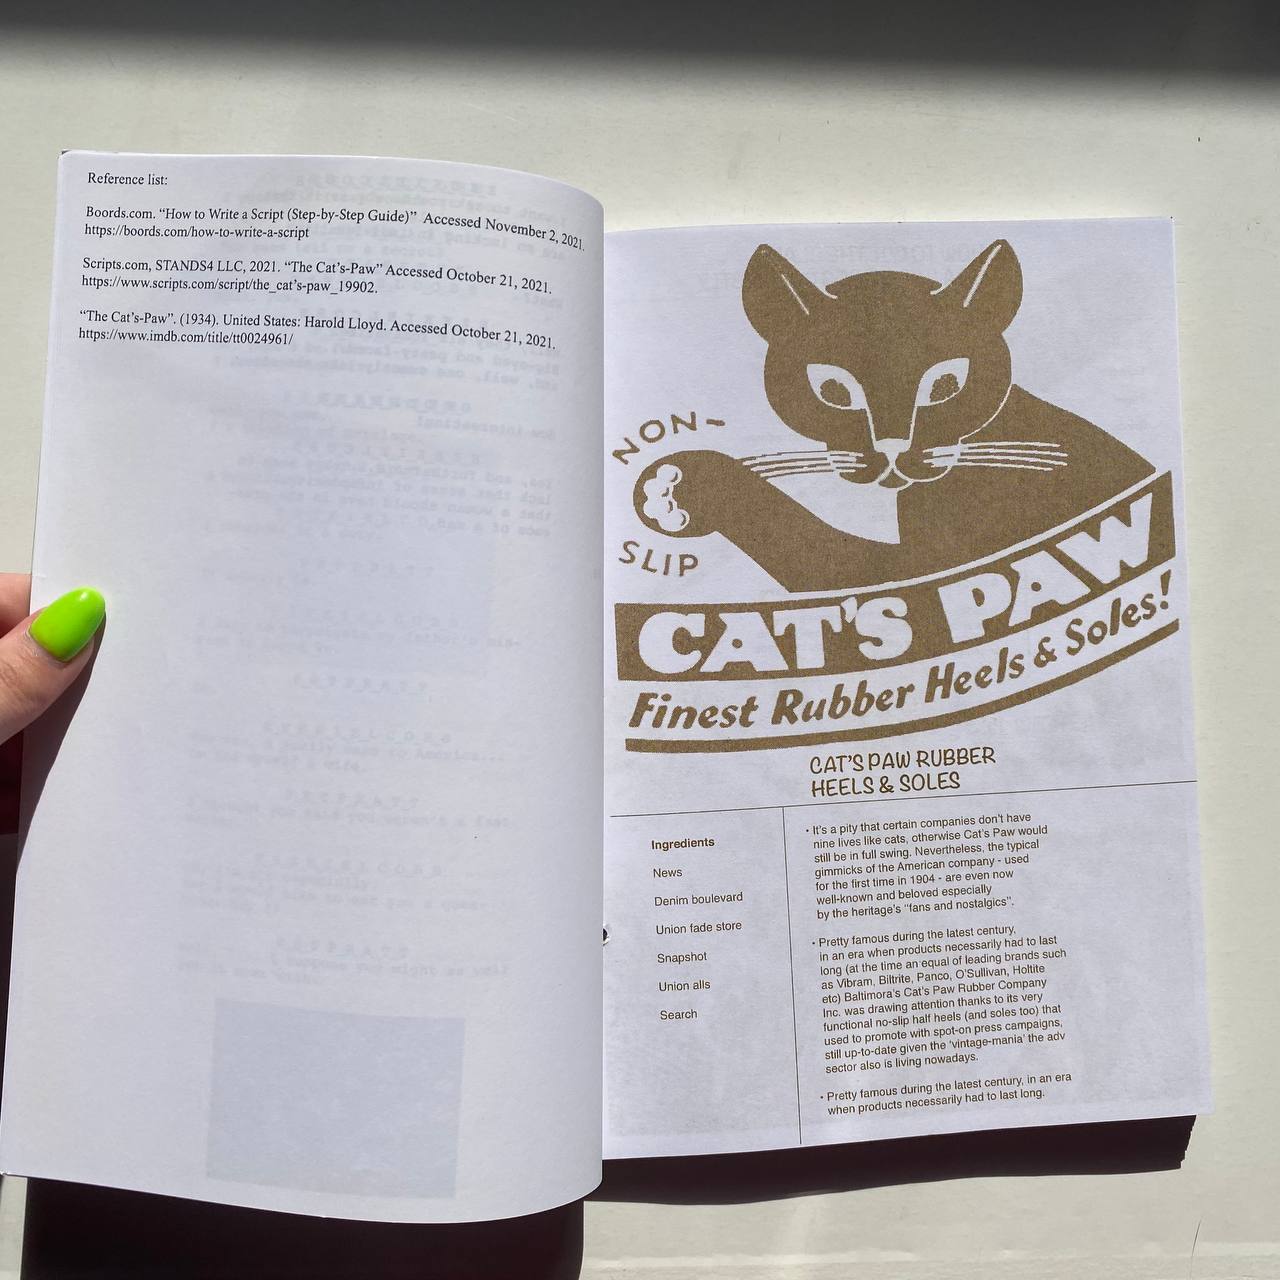 Reference list:
Boords.com. “How to Write a Script (Step-by-Step Guide)” Accessed November 2, 2021.
https://boords.com/how-to-write-a-script
Scripts.com, STANDS4 LLC, 2021. “The Cat’s-Paw” Accessed October 21, 2021.
https://www.scripts.com/script/the_cat’s-paw_19902.
“The Cat’s-Paw”. (1934). United States: Harold Lloyd. Accessed October 21, 2021.
https://www.imdb.com/title/tt0024961/
NON-
SLIP
CAT’S PAW
Finest Rubber Heels & Soles!
CAT’S PAW RUBBER
HEELS & SOLES
Ingredients
News
Denim boulevard
Union fade store
Snapshot
Union alls
Search
• It’s a pity that certain companies don’t have
nine lives like cats, otherwise Cat’s Paw would
still be in full swing. Nevertheless, the typical
gimmicks of the American company - used
for the first time in 1904 - are even now
well-known and beloved especially
by the heritage’s “fans and nostalgics”.
• Pretty famous during the latest century,
in an era when products necessarily had to last
long (at the time an equal of leading brands such
as Vibram, Biltrite, Panco, O’Sullivan, Holtite
etc) Baltimora’s Cat’s Paw Rubber Company
Inc. was drawing attention thanks to its very
functional no-slip half heels (and soles too) that
used to promote with spot-on press campaigns,
still up-to-date given the ‘vintage-mania’ the adv
sector also is living nowadays.
• Pretty famous during the latest century, in an era
when products necessarily had to last long.